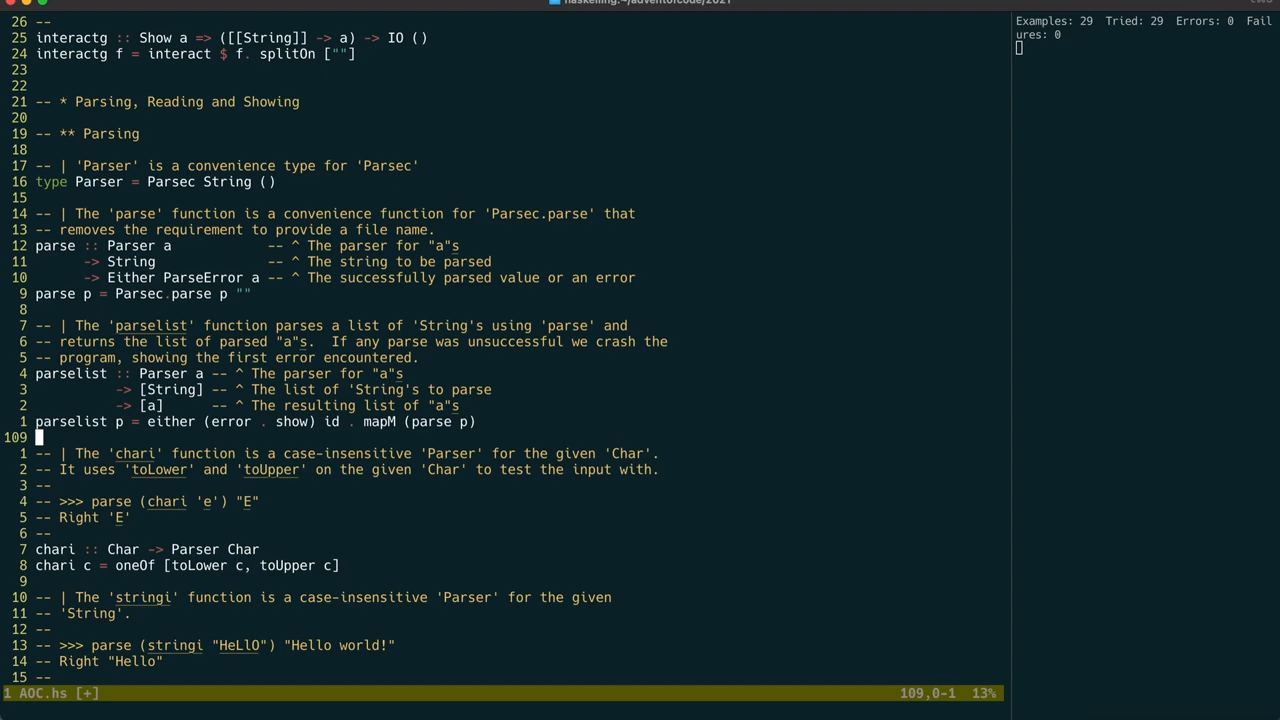 haskelling:~/adventofcode/2021
26 --
25 interactg :: Show a => ([[String]] -> a) -> IO ()
24 interactg f = interact $ f. splitOn [""]
23
22
21 -- * Parsing, Reading and Showing
20
19 -- ** Parsing
18
17 -- | 'Parser' is a convenience type for 'Parsec'
16 type Parser = Parsec String ()
15
14 -- | The 'parse' function is a convenience function for 'Parsec.parse' that
13 -- removes the requirement to provide a file name.
12 parse :: Parser a            -- ^ The parser for "a"s
11       -> String              -- ^ The string to be parsed
10       -> Either ParseError a -- ^ The successfully parsed value or an error
9 parse p = Parsec.parse p ""
8
7 -- | The 'parselist' function parses a list of 'String's using 'parse' and
6 -- returns the list of parsed "a"s.  If any parse was unsuccessful we crash the
5 -- program, showing the first error encountered.
4 parselist :: Parser a -- ^ The parser for "a"s
3           -> [String] -- ^ The list of 'String's to parse
2           -> [a]      -- ^ The resulting list of "a"s
1 parselist p = either (error . show) id . mapM (parse p)
109
1 -- | The 'chari' function is a case-insensitive 'Parser' for the given 'Char'.
2 -- It uses 'toLower' and 'toUpper' on the given 'Char' to test the input with.
3 --
4 -- >>> parse (chari 'e') "E"
5 -- Right 'E'
6 --
7 chari :: Char -> Parser Char
8 chari c = oneOf [toLower c, toUpper c]
9
10 -- | The 'stringi' function is a case-insensitive 'Parser' for the given
11 -- 'String'.
12 --
13 -- >>> parse (stringi "HeLlO") "Hello world!"
14 -- Right "Hello"
15 --
1 AOC.hs [+] 109,0-1 13%
Examples: 29  Tried: 29  Errors: 0  Fail
ures: 0